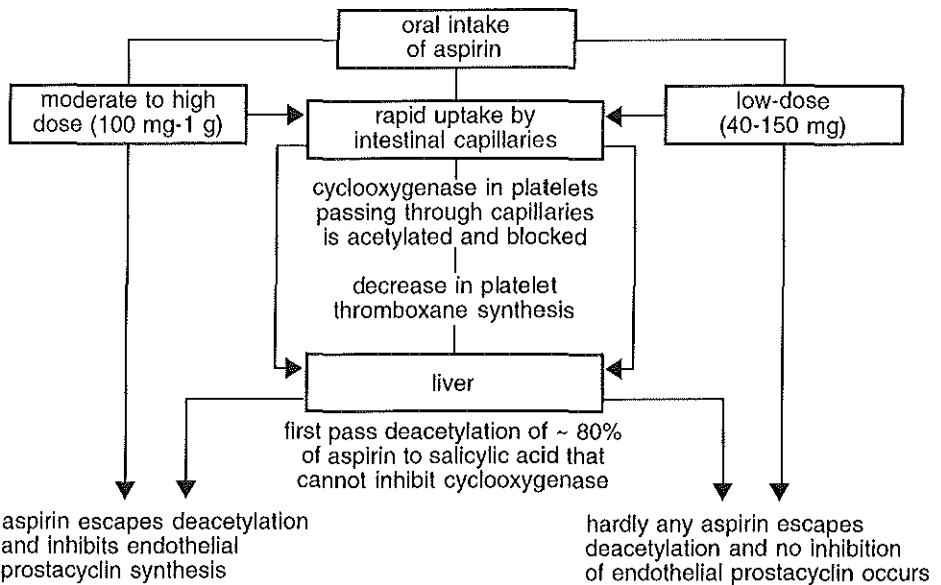 oral intake
of aspirin
moderate to high
dose (100 mg-1 g)
rapid uptake by
intestinal capillaries
low-dose
(40-150 mg)
cyclooxygenase in platelets
passing through capillaries
is acetylated and blocked
decrease in platelet
thromboxane synthesis
liver
first pass deacetylation of ~ 80%
of aspirin to salicylic acid that
cannot inhibit cyclooxygenase
aspirin escapes deacetylation
and inhibits endothelial
prostacyclin synthesis
hardly any aspirin escapes
deacetylation and no inhibition
of endothelial prostacyclin occurs